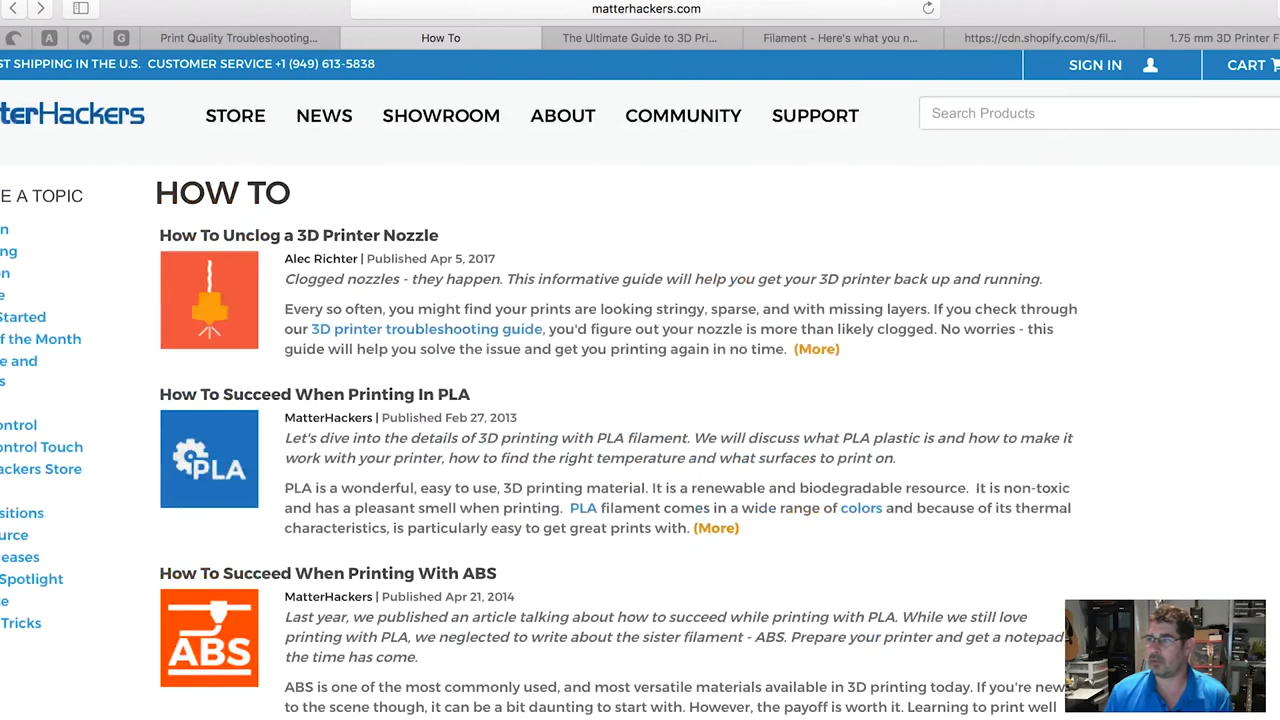 matterhackers.com
A
G
Print Quality Troubleshooting...
How To
The Ultimate Guide to 3D Pri...
Filament - Here's what you n...
https://cdn.shopify.com/s/fil...
1.75 mm 3D Printer F
ST SHIPPING IN THE U.S. CUSTOMER SERVICE +1 (949) 613-5838
SIGN IN
CART
terHackers
STORE
NEWS
SHOWROOM
ABOUT
COMMUNITY
SUPPORT
Search Products
E A TOPIC
n
ng
n
e
Started
f the Month
e and
s
ontrol
ontrol Touch
ackers Store
sitions
urce
eases
Spotlight
e
Tricks
HOW TO
How To Unclog a 3D Printer Nozzle
Alec Richter | Published Apr 5, 2017
Clogged nozzles - they happen. This informative guide will help you get your 3D printer back up and running.
Every so often, you might find your prints are looking stringy, sparse, and with missing layers. If you check through
our 3D printer troubleshooting guide, you'd figure out your nozzle is more than likely clogged. No worries - this
guide will help you solve the issue and get you printing again in no time. (More)
How To Succeed When Printing In PLA
PLA
MatterHackers | Published Feb 27, 2013
Let's dive into the details of 3D printing with PLA filament. We will discuss what PLA plastic is and how to make it
work with your printer, how to find the right temperature and what surfaces to print on.
PLA is a wonderful, easy to use, 3D printing material. It is a renewable and biodegradable resource. It is non-toxic
and has a pleasant smell when printing. PLA filament comes in a wide range of colors and because of its thermal
characteristics, is particularly easy to get great prints with. (More)
How To Succeed When Printing With ABS
ABS
MatterHackers | Published Apr 21, 2014
Last year, we published an article talking about how to succeed while printing with PLA. While we still love
printing with PLA, we neglected to write about the sister filament - ABS. Prepare your printer and get a notepad
the time has come.
ABS is one of the most commonly used, and most versatile materials available in 3D printing today. If you're new
to the scene though, it can be a bit daunting to start with. However, the payoff is worth it. Learning to print well